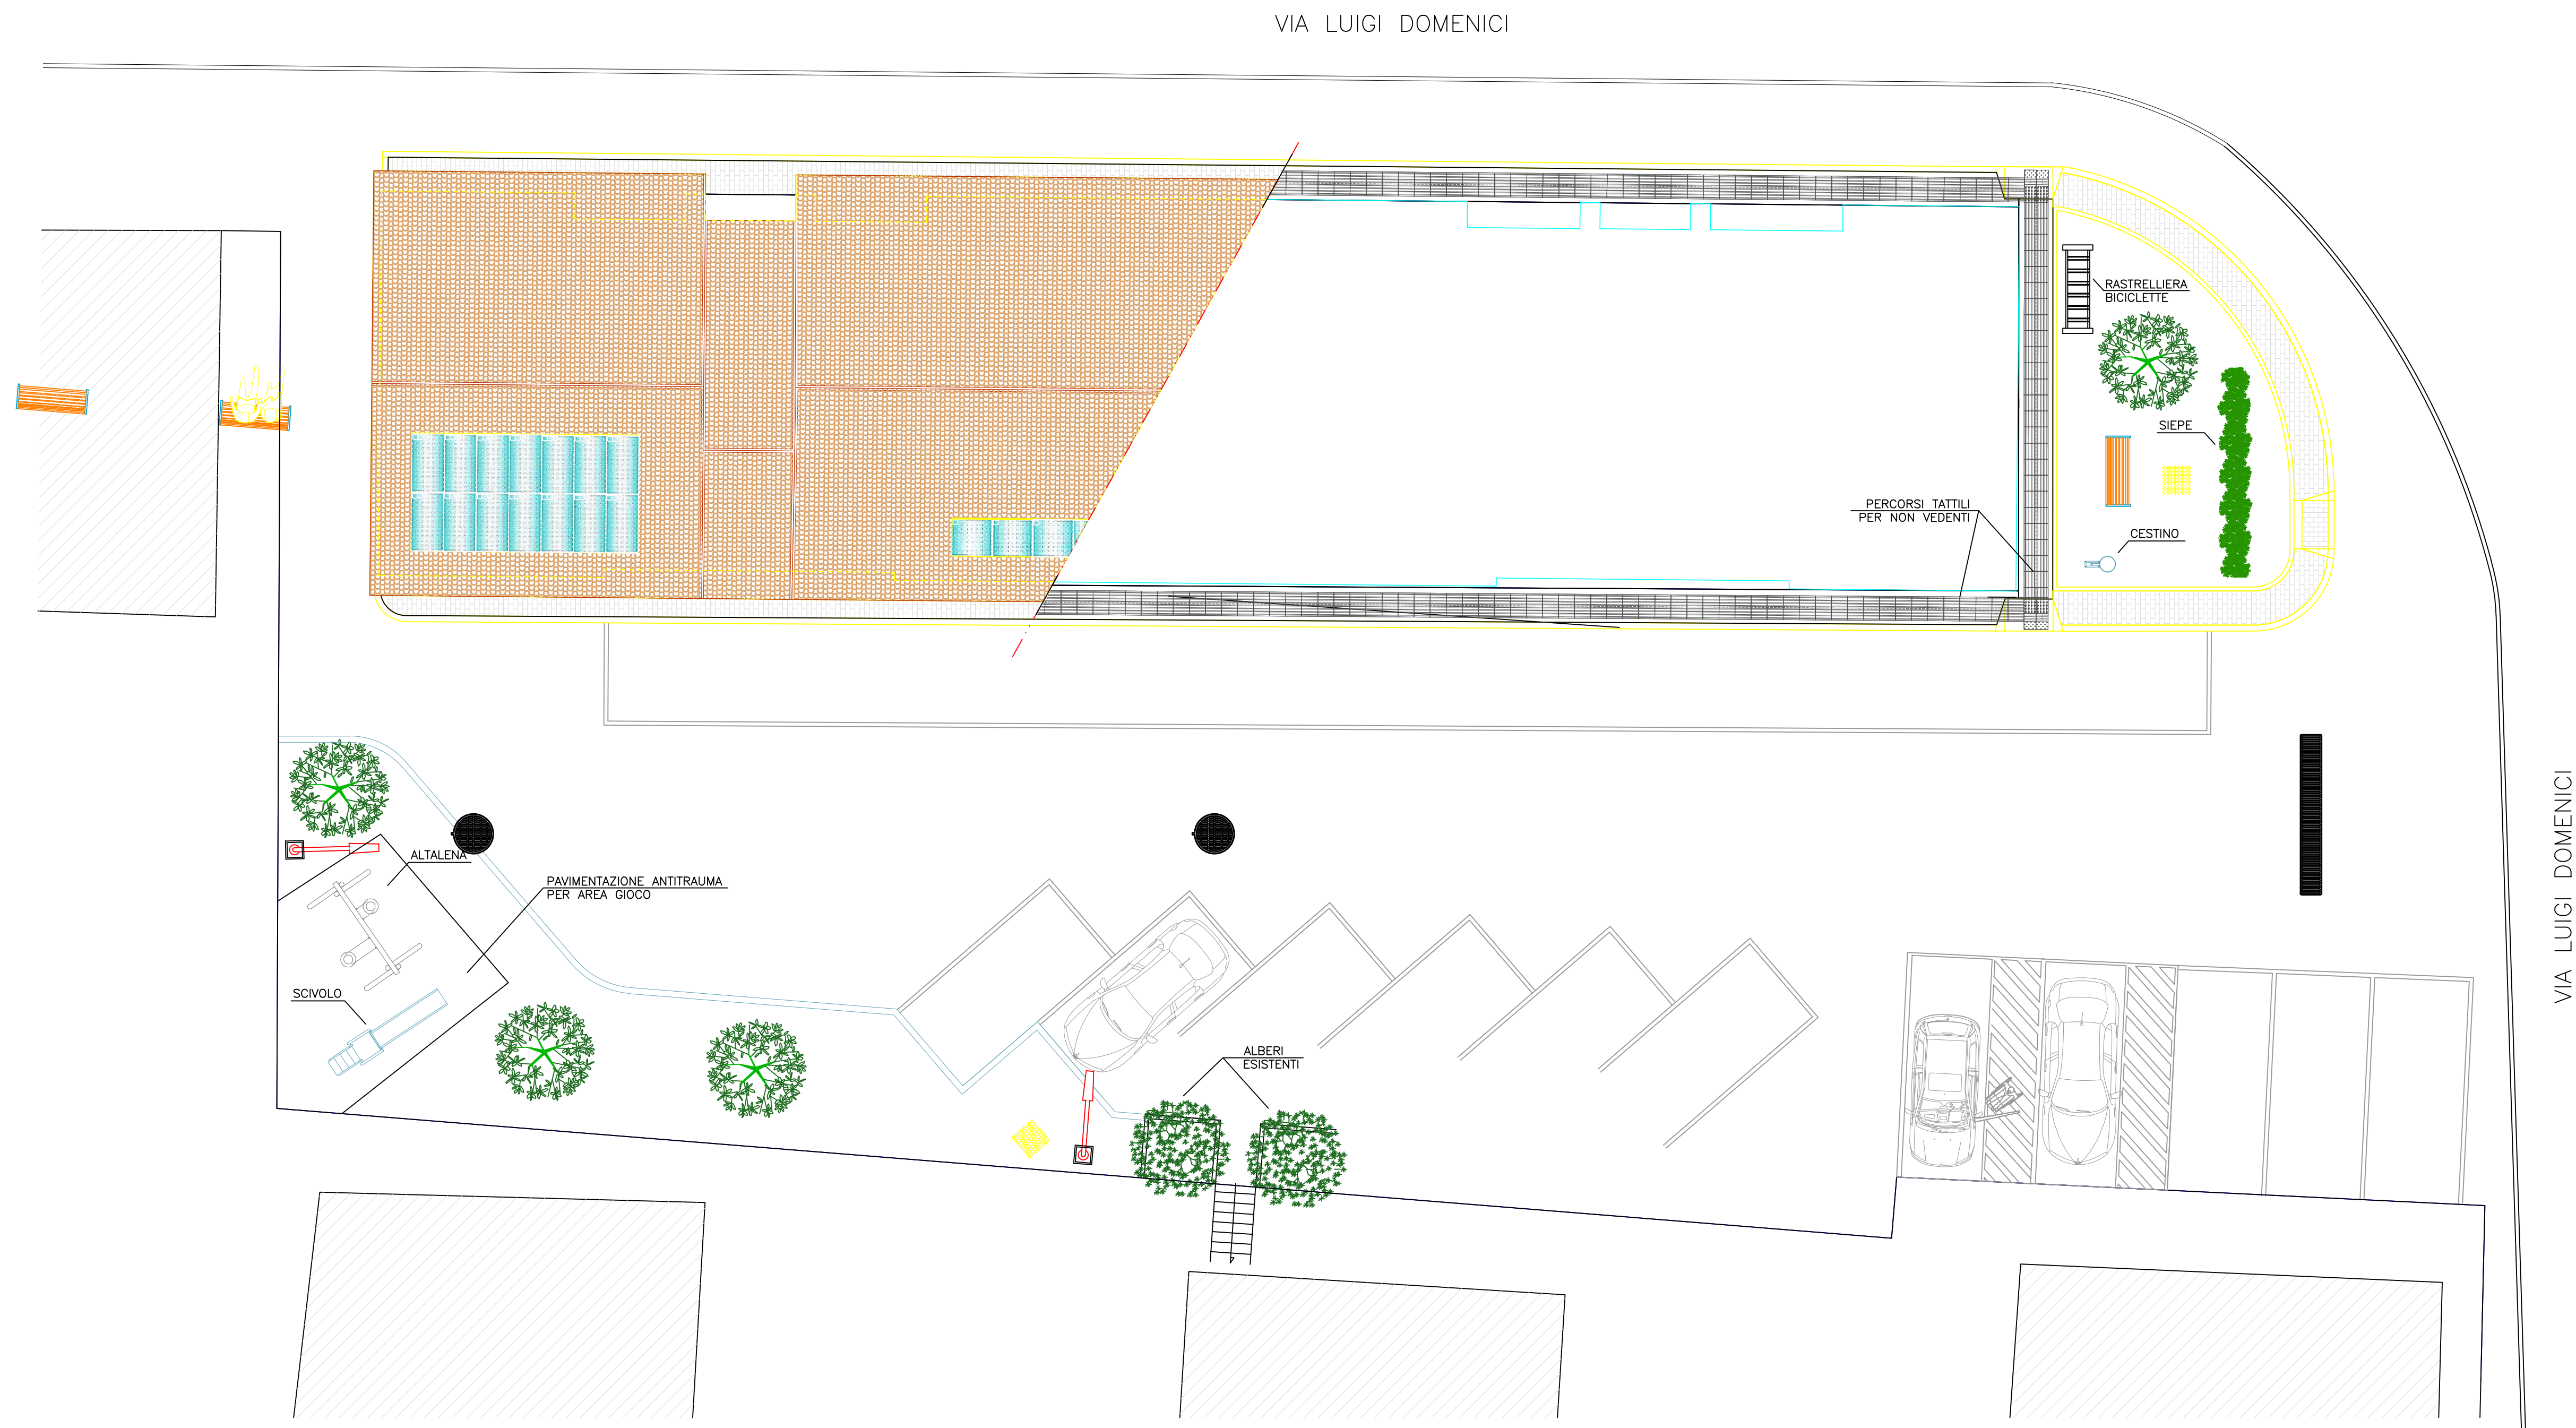 VIA LUIGI DOMENICI
RASTRELLIERA
BICICLETTE
SIEPE
PERCORSI TATTILI
PER NON VEDENTI
CESTINO
VIA LUIGI DOMENICI
ALTALENA
PAVIMENTAZIONE ANTITRAUMA
PER AREA GIOCO
SCIVOLO
ALBERI
ESISTENTI